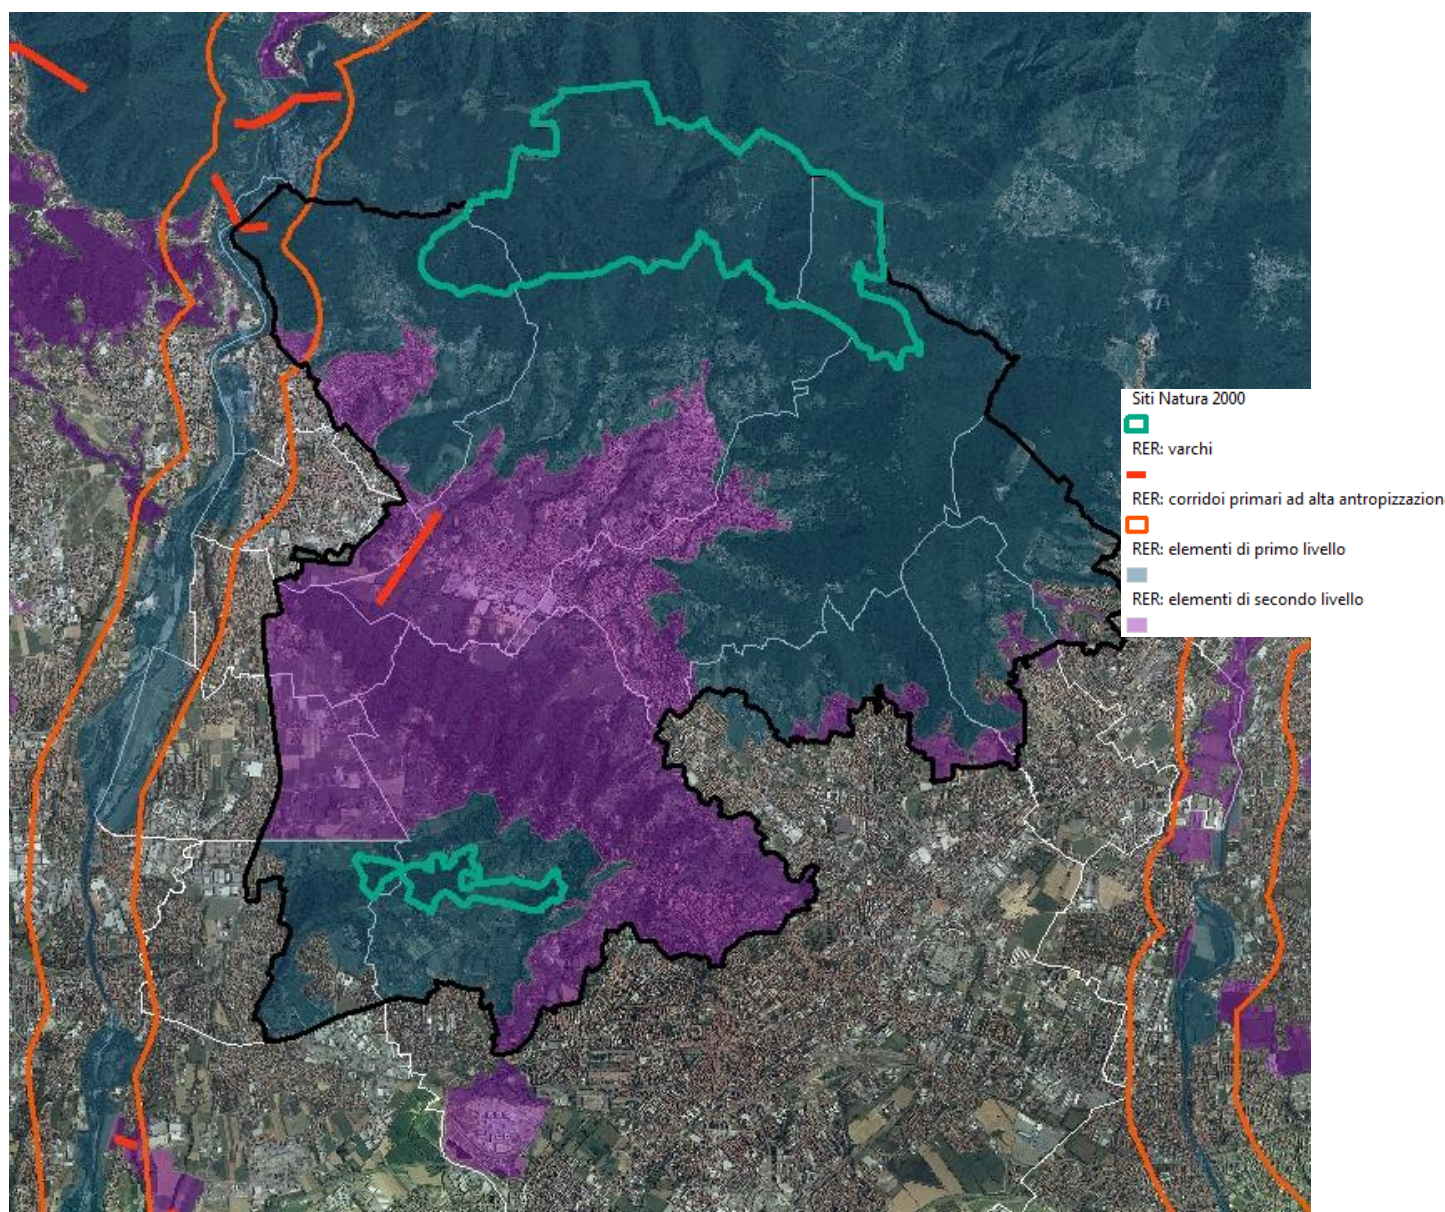 Siti Natura 2000
RER: varchi
RER: corridoi primari ad alta antropizzazion
RER: elementi di primo livello
RER: elementi di secondo livello